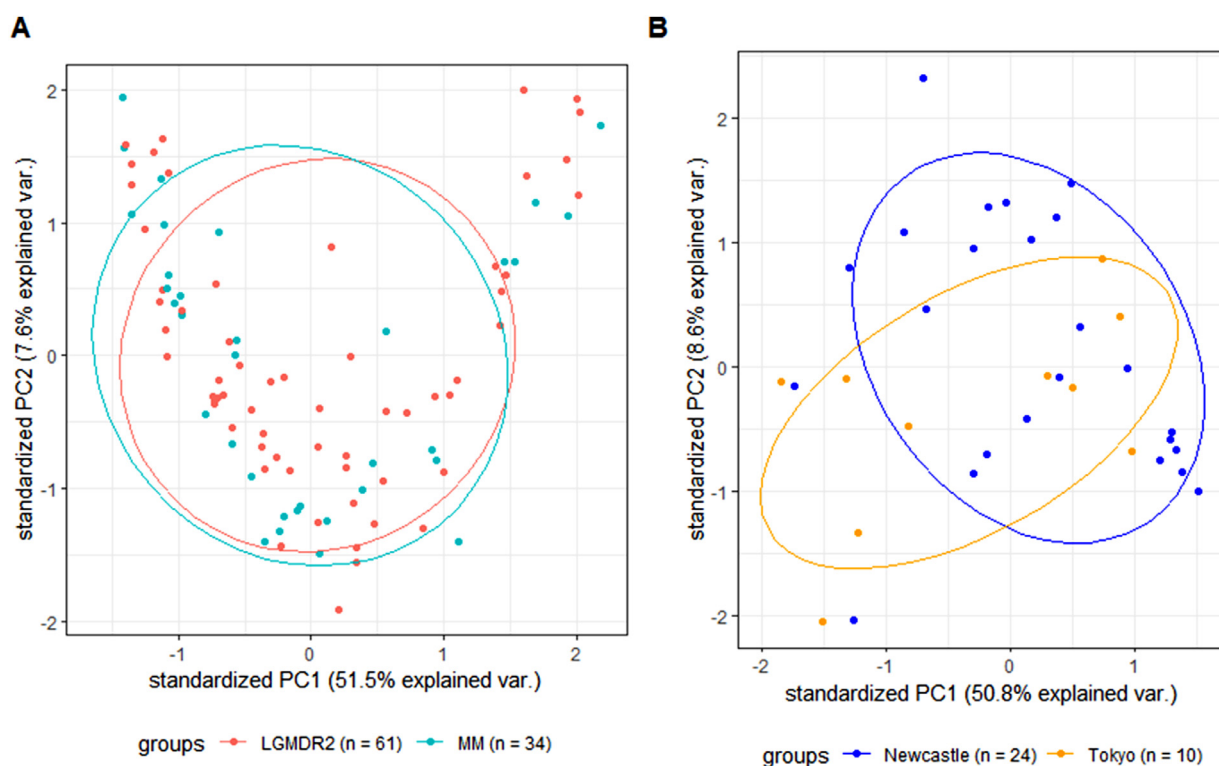 A
B
2
1
0
-1
-2
standardized PC2 (7.6% explained var.)
-1
0
1
2
standardized PC1 (51.5% explained var.)
groups LGMDR2 (n = 61) MM (n = 34)
2
1
0
-1
-2
standardized PC2 (8.6% explained var.)
-2
-1
0
1
standardized PC1 (50.8% explained var.)
groups Newcastle (n = 24) Tokyo (n = 10)